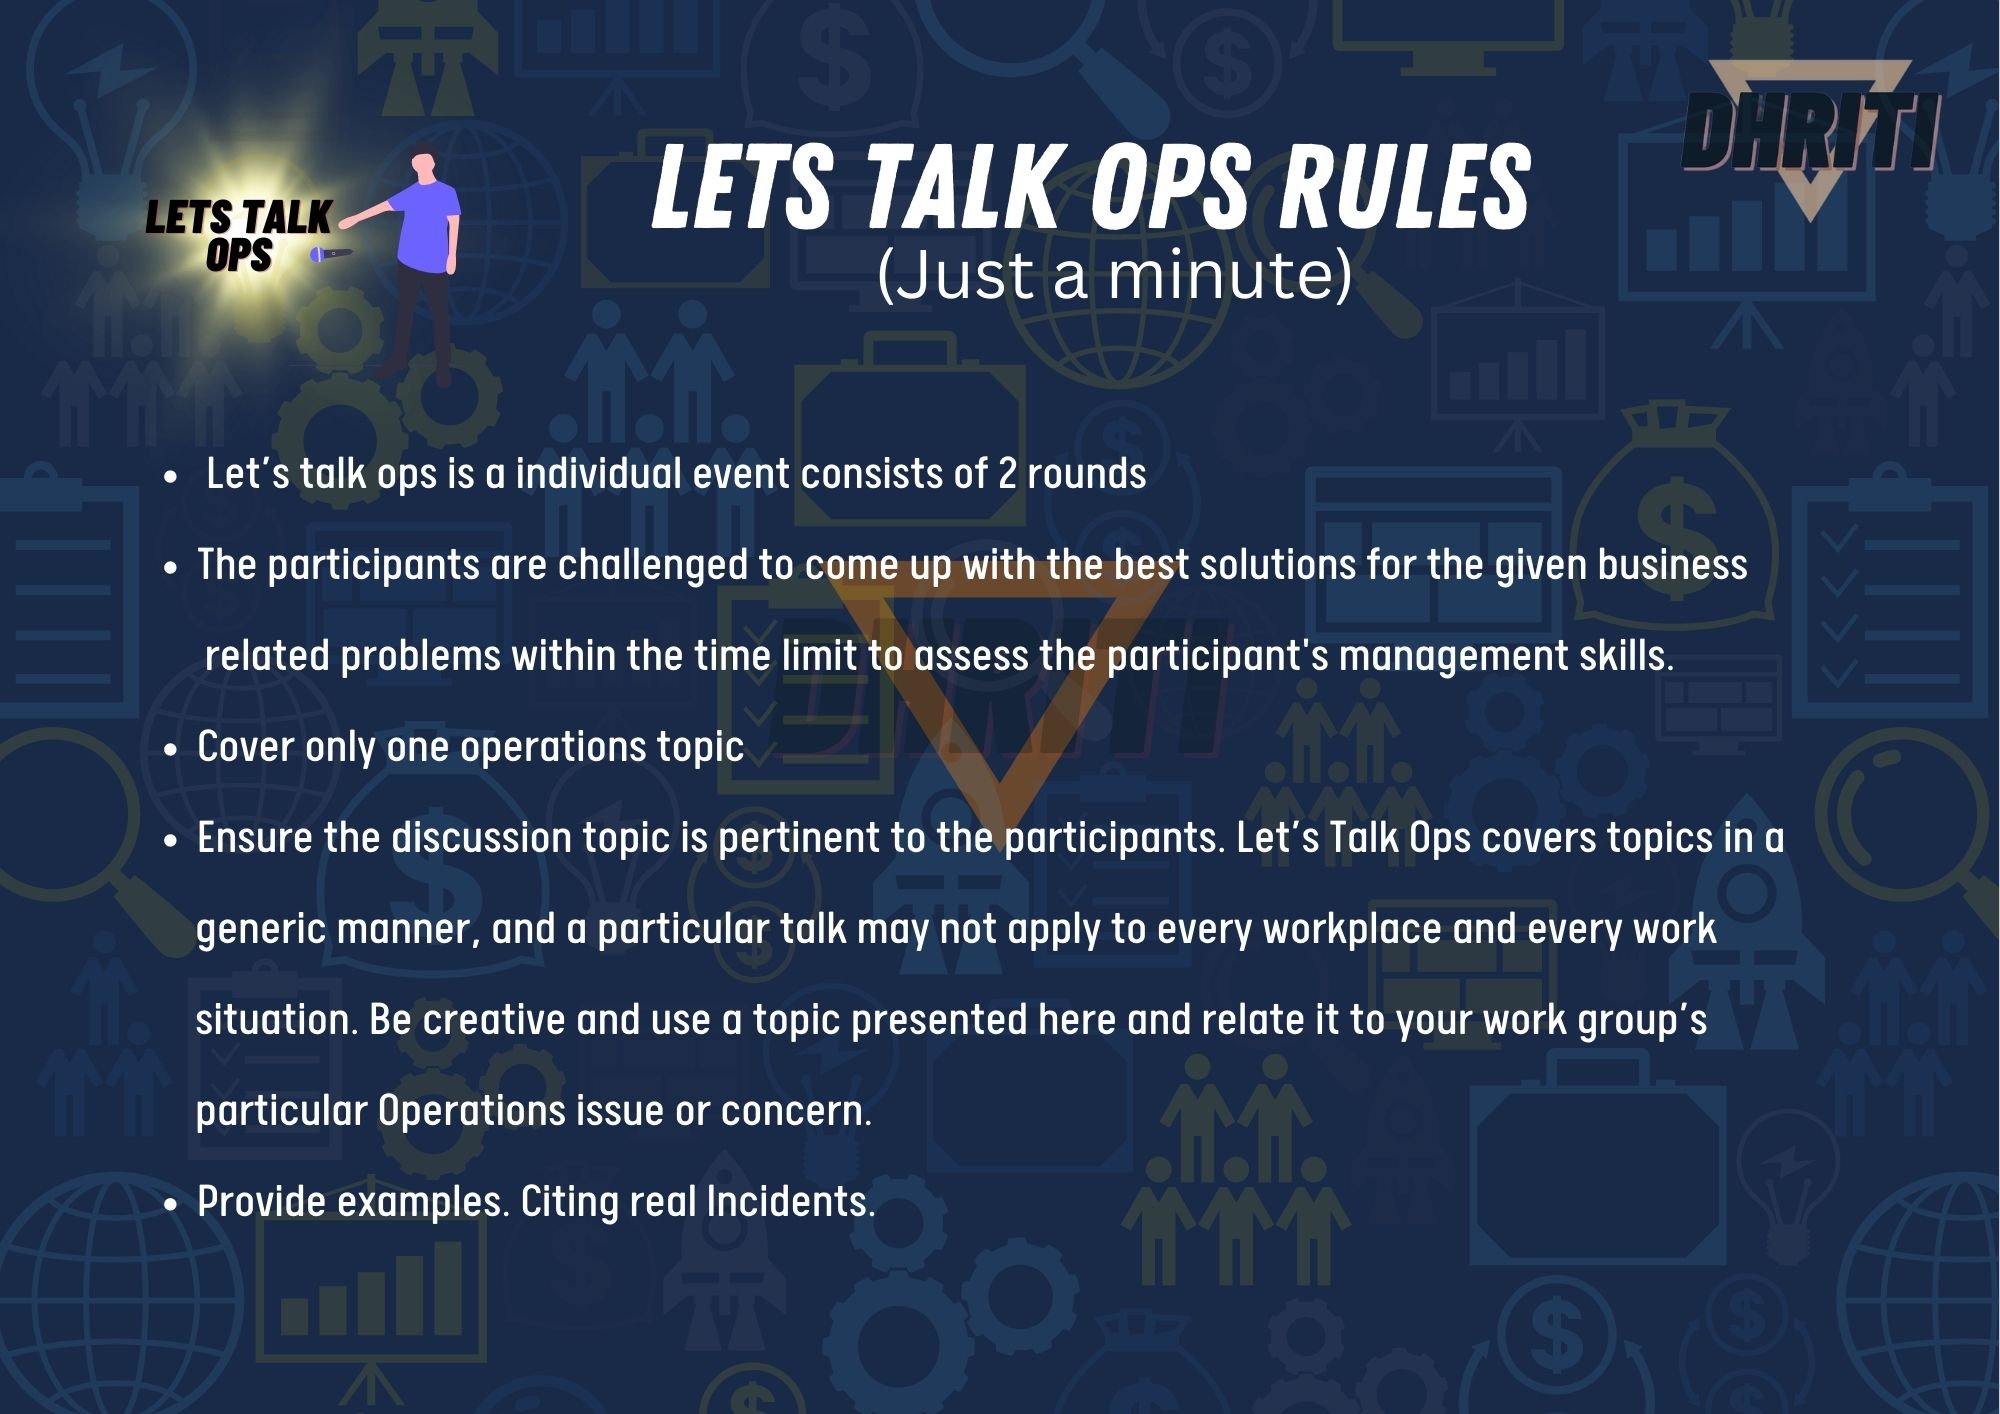 DHRITI
LETS TALK
OPS
LETS TALK OPS RULES
(Just a minute)
• Let's talk ops is a individual event consists of 2 rounds
• The participants are challenged to come up with the best solutions for the given business
related problems within the time limit to assess the participant's management skills.
• Cover only one operations topic
• Ensure the discussion topic is pertinent to the participants. Let's Talk Ops covers topics in a
generic manner, and a particular talk may not apply to every workplace and every work
situation. Be creative and use a topic presented here and relate it to your work group's
particular Operations issue or concern.
• Provide examples. Citing real Incidents.
DHRITI